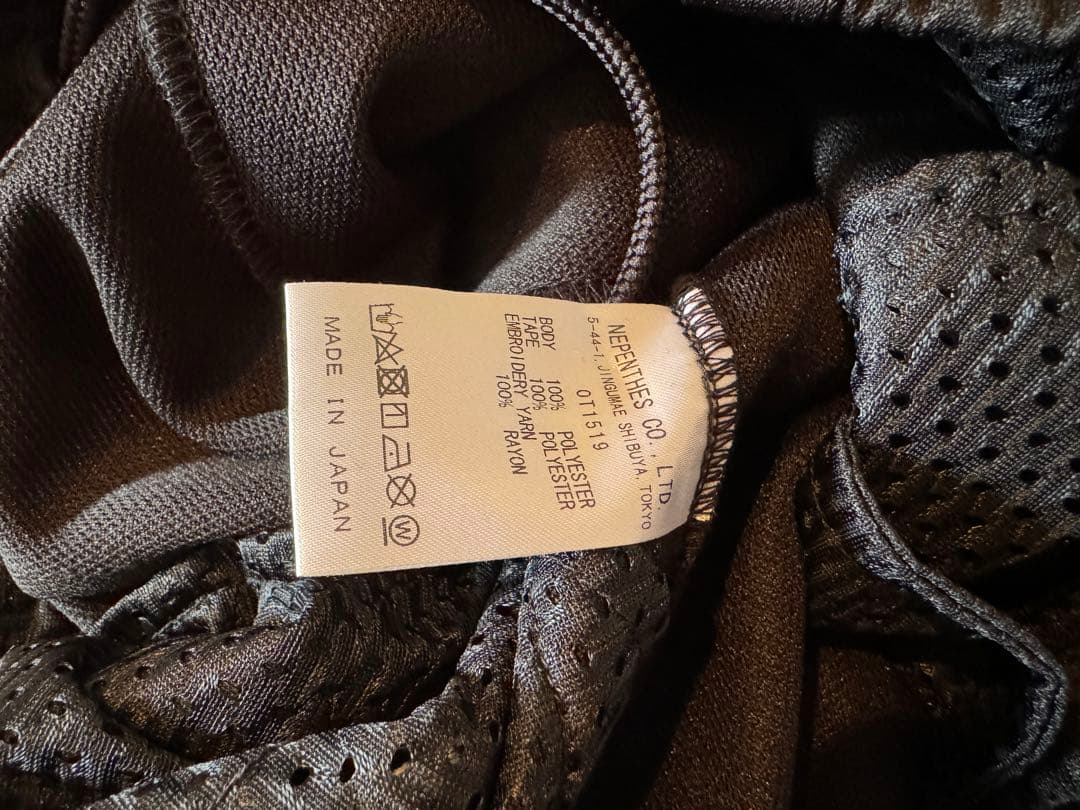 NEPENTHES CO., LTD.
5-44-1, JINGUMAE SHIBUYA, TOKYO
OT1519
BODY 100% POLYESTER
TAPE 100% POLYESTER
EMBROIDERY YARN
100% RAYON
W
MADE IN JAPAN